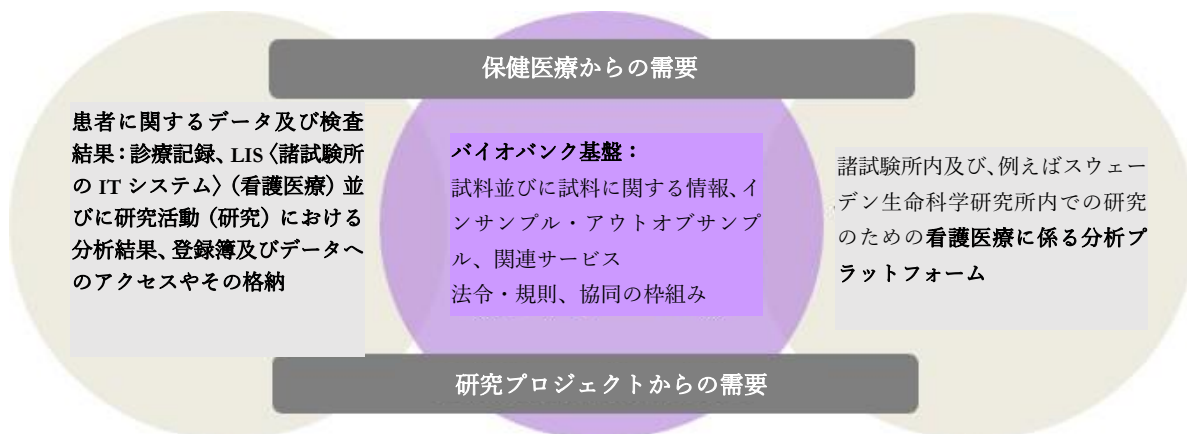 保健医療からの需要
患者に関するデータ及び検査
結果：診療記録、LIS〈諸試験所
の IT システム〉（看護医療）並
びに研究活動（研究）における
分析結果、登録簿及びデータへ
のアクセスやその格納
バイオバンク基盤：
試料並びに試料に関する情報、イ
ンサンプル・アウトオブサンプ
ル、関連サービス
法令・規則、協同の枠組み
諸試験所内及び、例えばスウェー
デン生命科学研究所内での研究
のための看護医療に係る分析プ
ラットフォーム
研究プロジェクトからの需要